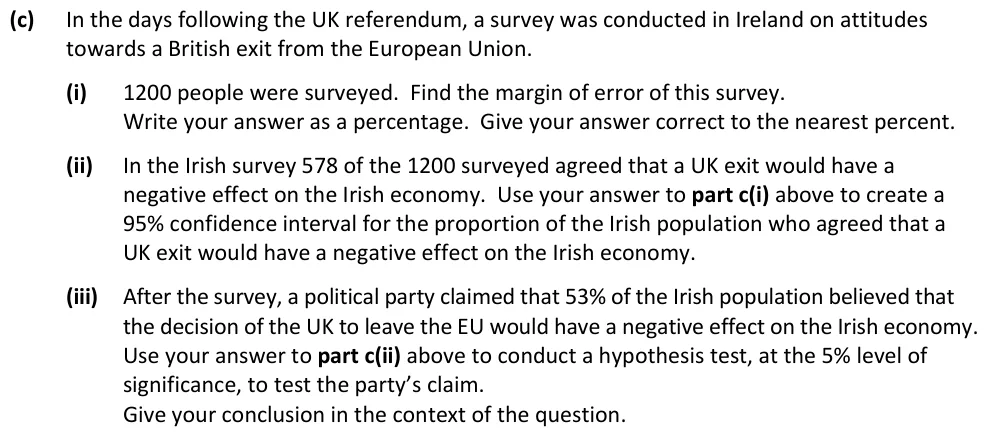 (c) In the days following the UK referendum, a survey was conducted in Ireland on attitudes
towards a British exit from the European Union.
(i) 1200 people were surveyed. Find the margin of error of this survey.
Write your answer as a percentage. Give your answer correct to the nearest percent.
(ii) In the Irish survey 578 of the 1200 surveyed agreed that a UK exit would have a
negative effect on the Irish economy. Use your answer to part c(i) above to create a
95% confidence interval for the proportion of the Irish population who agreed that a
UK exit would have a negative effect on the Irish economy.
(iii) After the survey, a political party claimed that 53% of the Irish population believed that
the decision of the UK to leave the EU would have a negative effect on the Irish economy.
Use your answer to part c(ii) above to conduct a hypothesis test, at the 5% level of
significance, to test the party’s claim.
Give your conclusion in the context of the question.